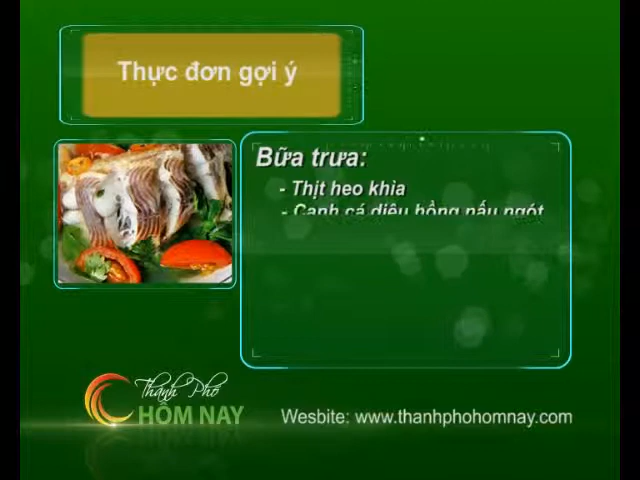 Thực đơn gợi ý
Bữa trưa:
- Thịt heo khìa
- Canh cá diêu hồng nấu ngót
Thành Phố
HÔM NAY
Wesbite: www.thanhphohomnay.com